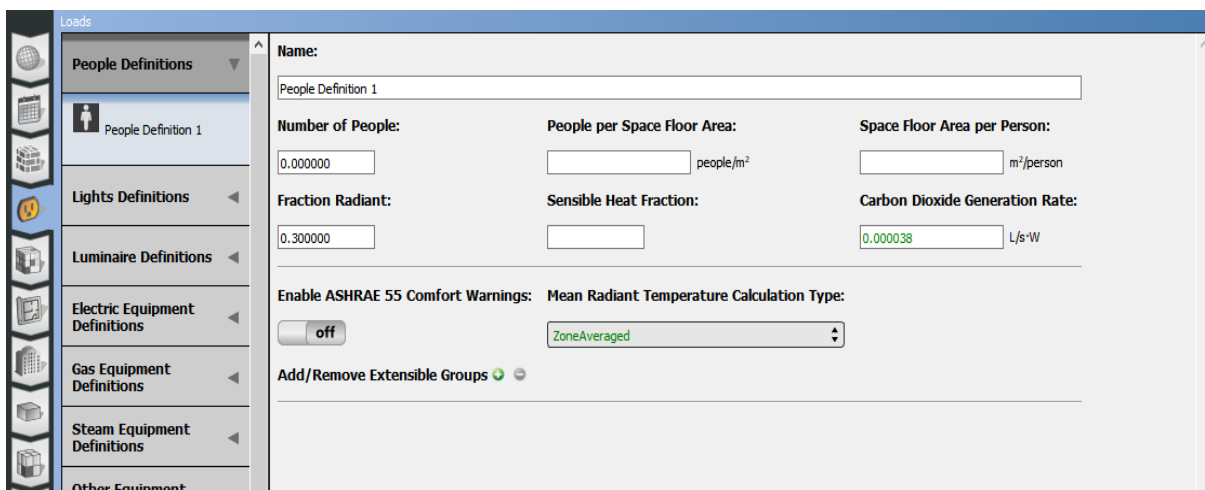 Loads
People Definitions
People Definition 1
Lights Definitions
Luminaire Definitions
Electric Equipment
Definitions
Gas Equipment
Definitions
Steam Equipment
Definitions
Other Equipment
Name:
People Definition 1
Number of People: People per Space Floor Area: Space Floor Area per Person:
0.000000 people/m² m²/person
Fraction Radiant: Sensible Heat Fraction: Carbon Dioxide Generation Rate:
0.300000 0.000038 L/s·W
Enable ASHRAE 55 Comfort Warnings: Mean Radiant Temperature Calculation Type:
off ZoneAveraged
Add/Remove Extensible Groups